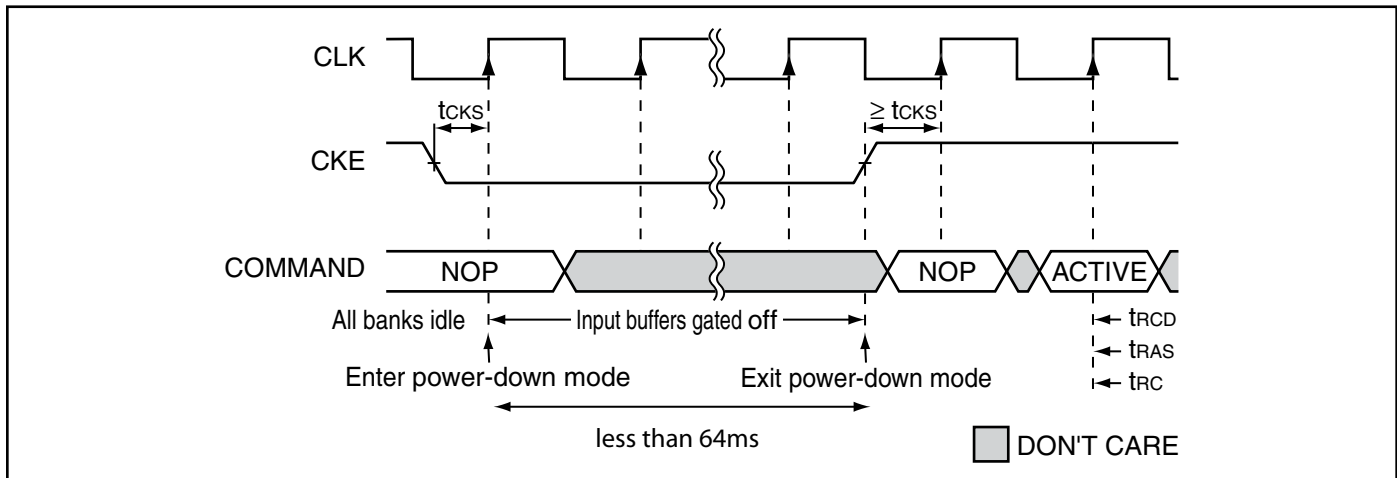 CLK
tCKS
≥ tCKS
CKE
COMMAND
NOP
NOP
ACTIVE
All banks idle
Input buffers gated off
tRCD
tRAS
tRC
Enter power-down mode
Exit power-down mode
less than 64ms
DON'T CARE